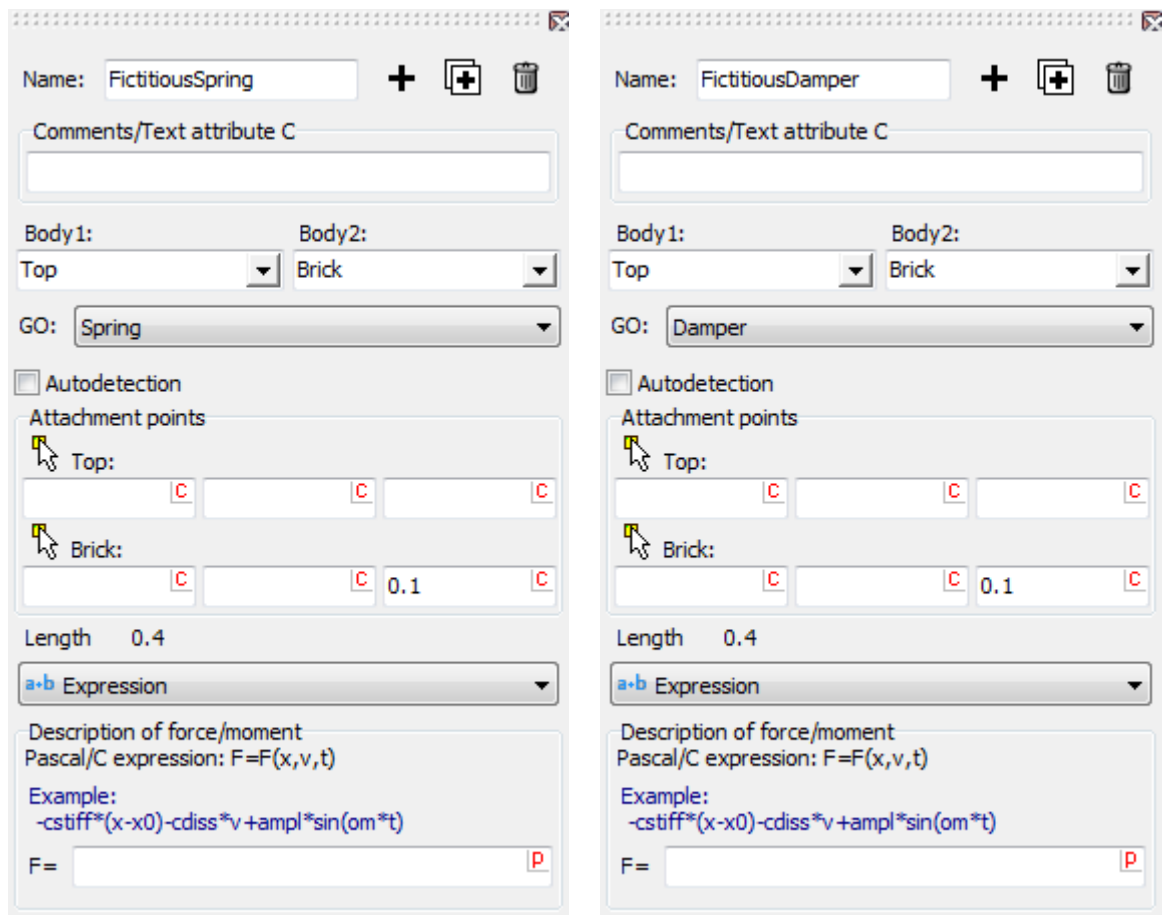 Name: FictitiousSpring
Comments/Text attribute C
Body1: Body2:
Top Brick
GO: Spring
Autodetection
Attachment points
Top:
C C C
Brick:
C C 0.1 C
Length 0.4
a+b Expression
Description of force/moment
Pascal/C expression: F=F(x,v,t)
Example:
-cstiff*(x-x0)-cdiss*v+ampl*sin(om*t)
F= P
Name: FictitiousDamper
Comments/Text attribute C
Body1: Body2:
Top Brick
GO: Damper
Autodetection
Attachment points
Top:
C C C
Brick:
C C 0.1 C
Length 0.4
a+b Expression
Description of force/moment
Pascal/C expression: F=F(x,v,t)
Example:
-cstiff*(x-x0)-cdiss*v+ampl*sin(om*t)
F= P